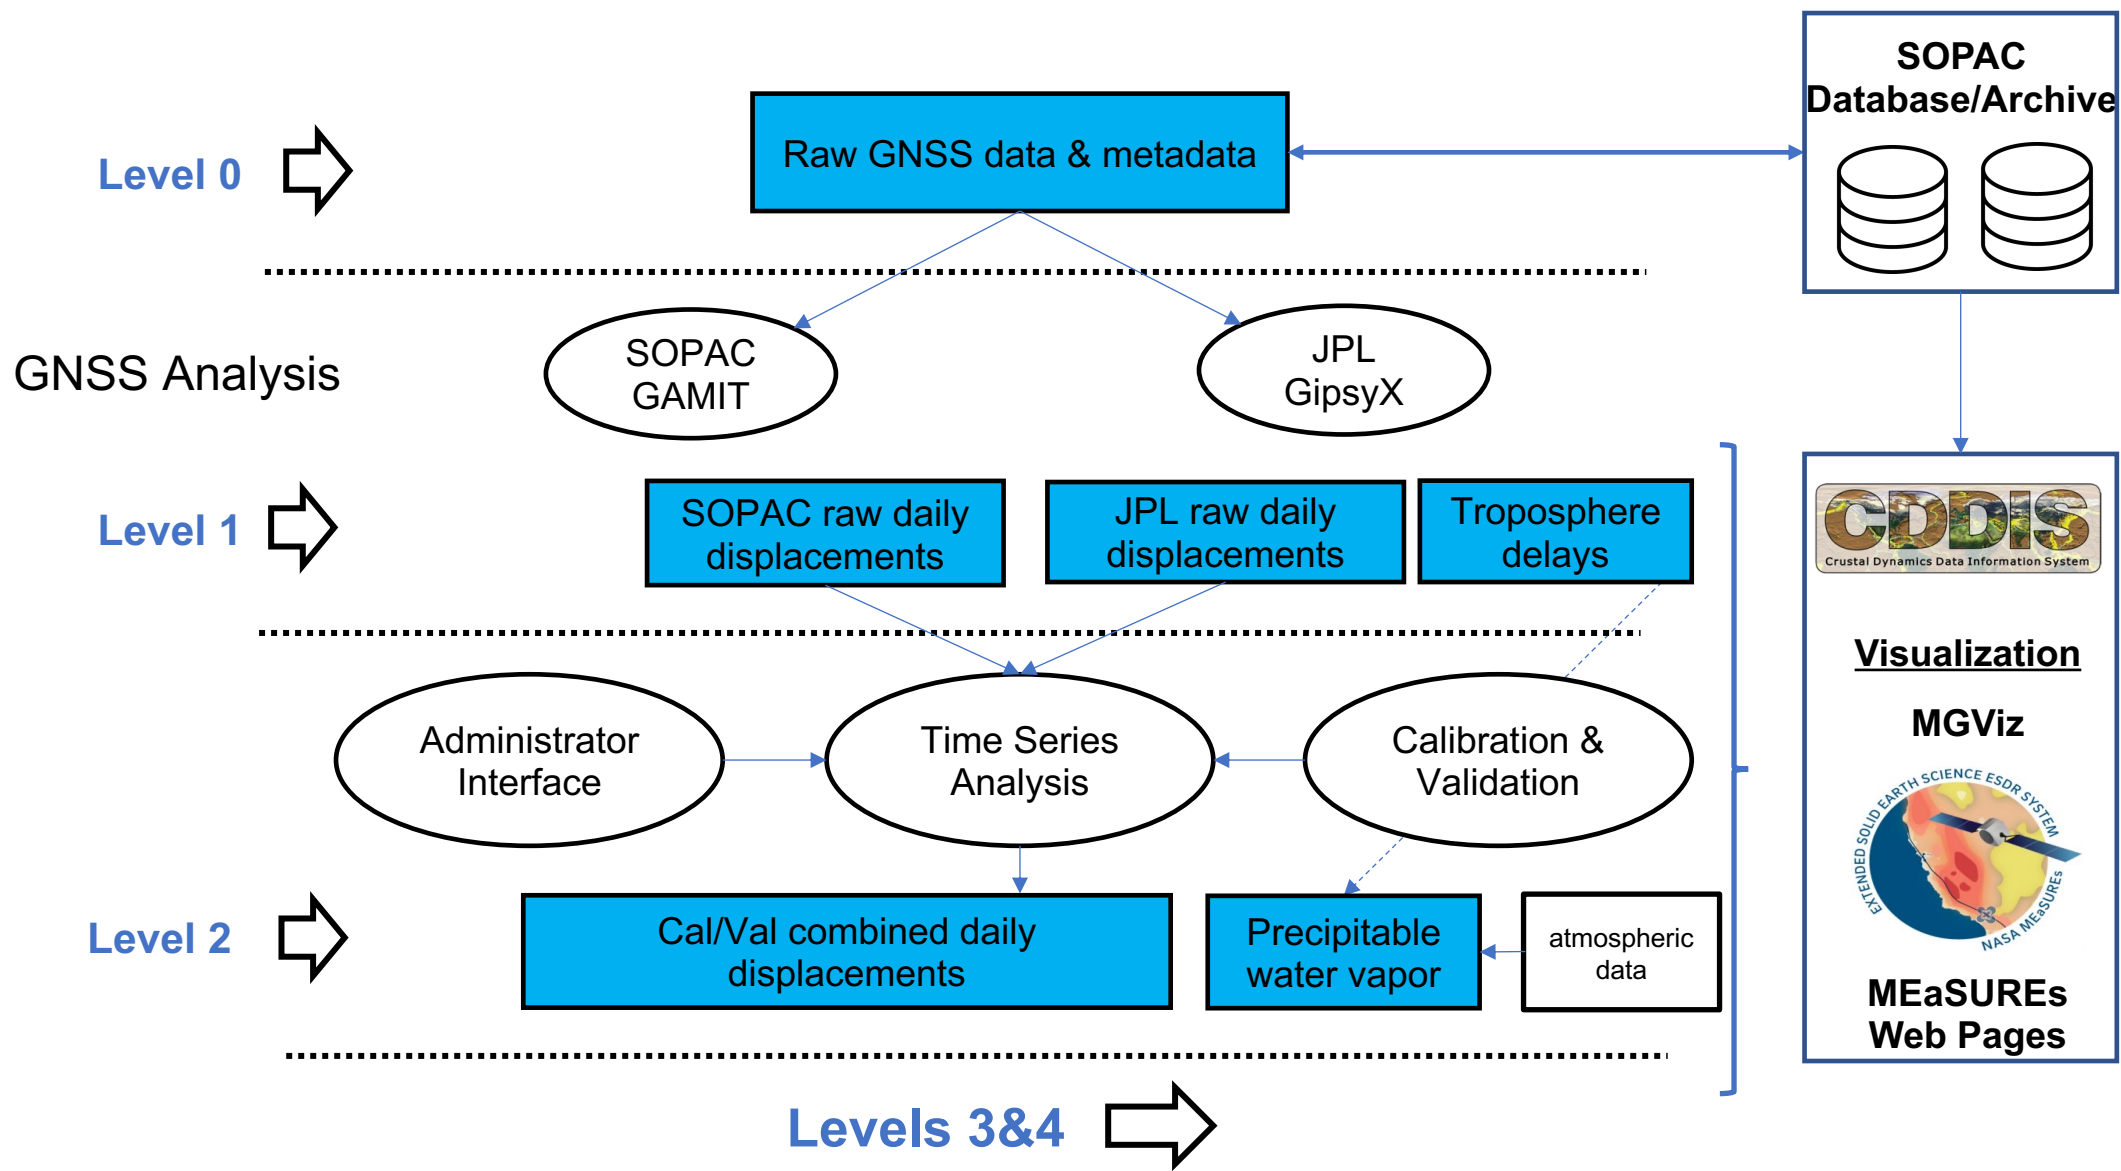 SOPAC
Database/Archive
Raw GNSS data & metadata
Level 0
GNSS Analysis
SOPAC
GAMIT
JPL
GipsyX
Level 1
SOPAC raw daily
displacements
JPL raw daily
displacements
Troposphere
delays
CDDIS
Crustal Dynamics Data Information System
Visualization
MGViz
Administrator
Interface
Time Series
Analysis
Calibration &
Validation
EXTENDED SOLID EARTH SCIENCE ESDR SYSTEM
NASA MEaSUREs
Level 2
Cal/Val combined daily
displacements
Precipitable
water vapor
atmospheric
data
MEaSUREs
Web Pages
Levels 3&4